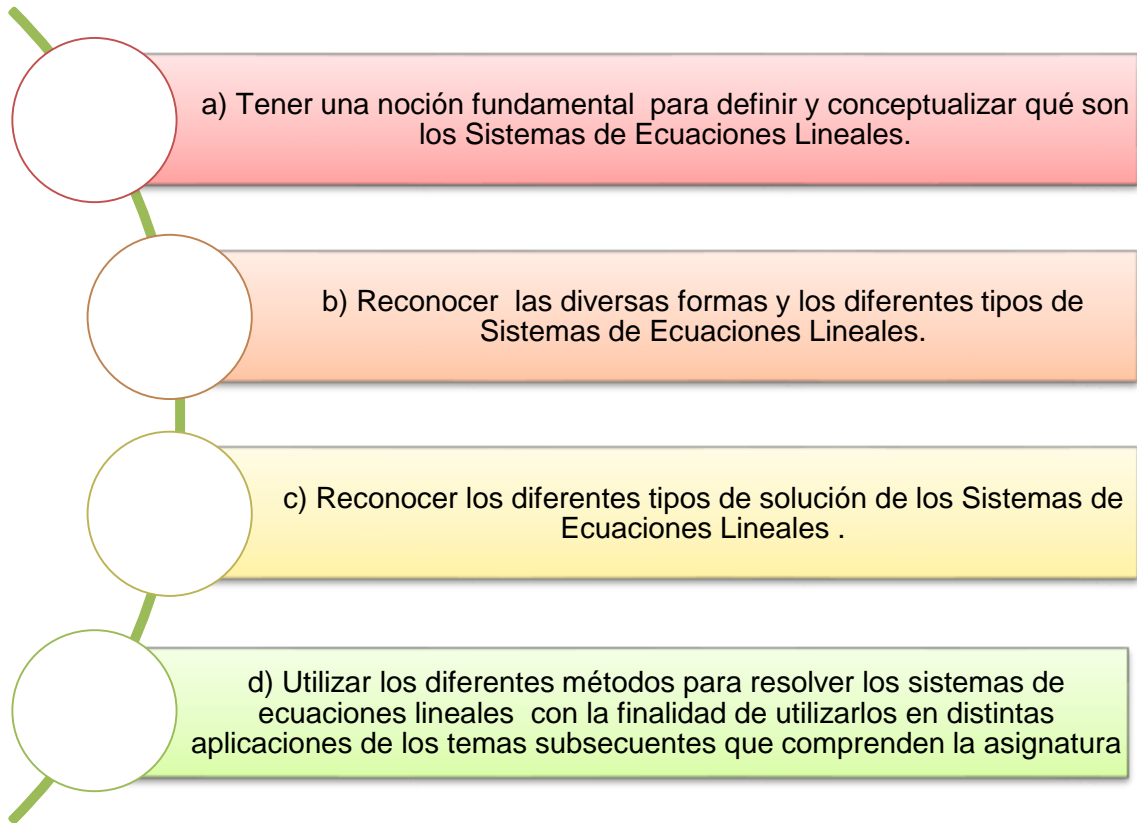 a) Tener una noción fundamental para definir y conceptualizar qué son
los Sistemas de Ecuaciones Lineales.
b) Reconocer las diversas formas y los diferentes tipos de
Sistemas de Ecuaciones Lineales.
c) Reconocer los diferentes tipos de solución de los Sistemas de
Ecuaciones Lineales .
d) Utilizar los diferentes métodos para resolver los sistemas de
ecuaciones lineales con la finalidad de utilizarlos en distintas
aplicaciones de los temas subsecuentes que comprenden la asignatura